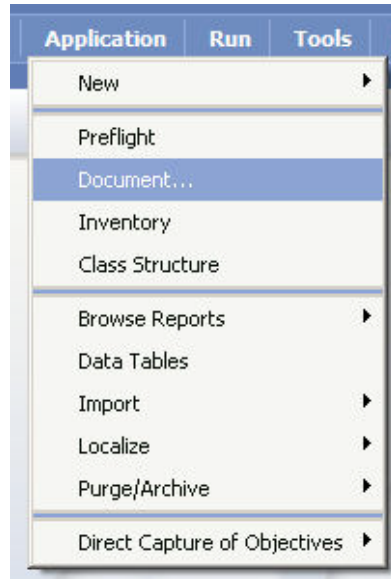 Application Run Tools
New
Preflight
Document...
Inventory
Class Structure
Browse Reports
Data Tables
Import
Localize
Purge/Archive
Direct Capture of Objectives